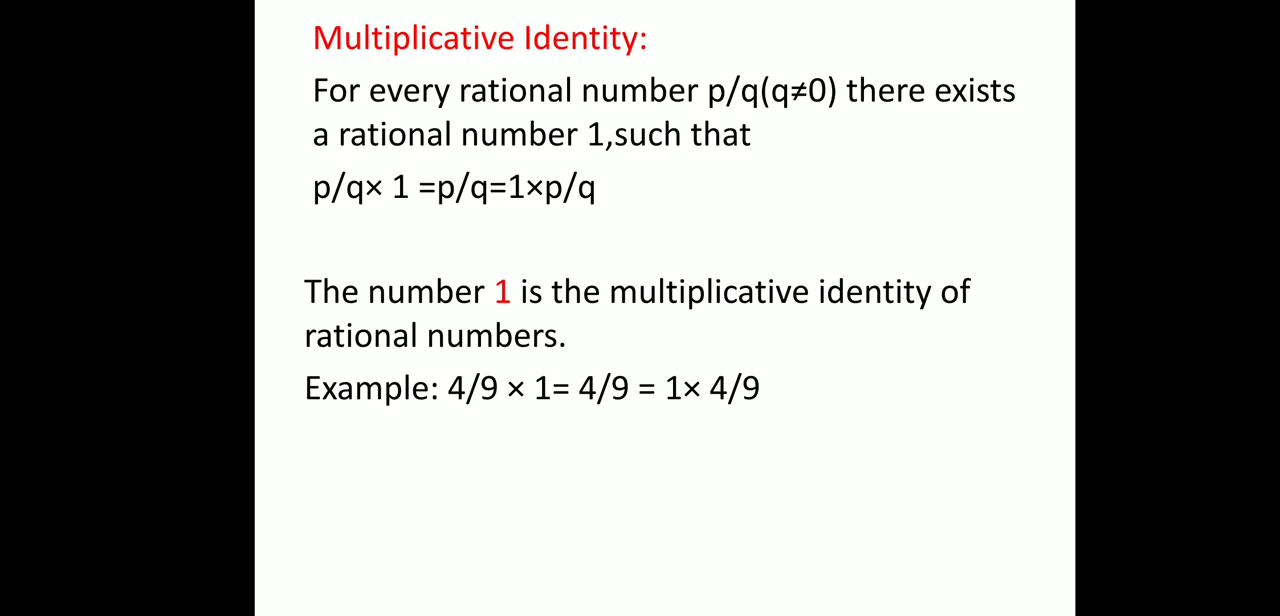 Multiplicative Identity:
For every rational number p/q(q≠0) there exists
a rational number 1,such that
p/q× 1 =p/q=1×p/q
The number 1 is the multiplicative identity of
rational numbers.
Example: 4/9 × 1= 4/9 = 1× 4/9